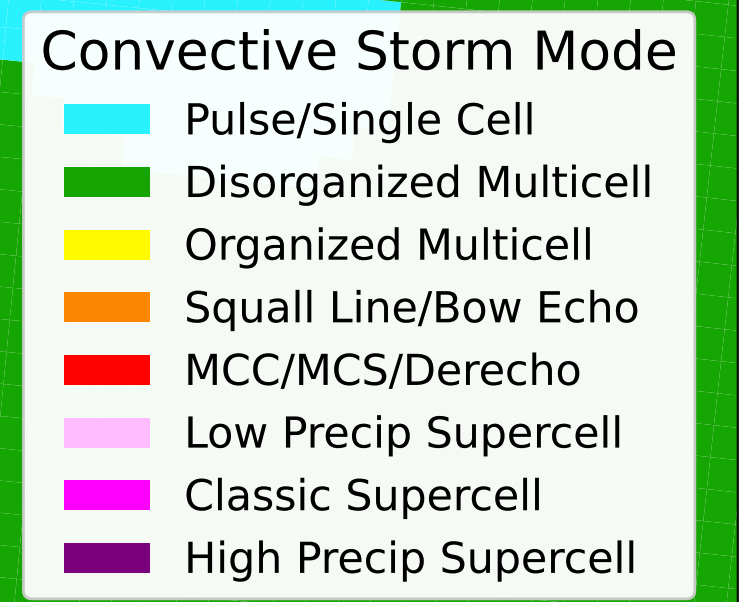 Convective Storm Mode
Pulse/Single Cell
Disorganized Multicell
Organized Multicell
Squall Line/Bow Echo
MCC/MCS/Derecho
Low Precip Supercell
Classic Supercell
High Precip Supercell